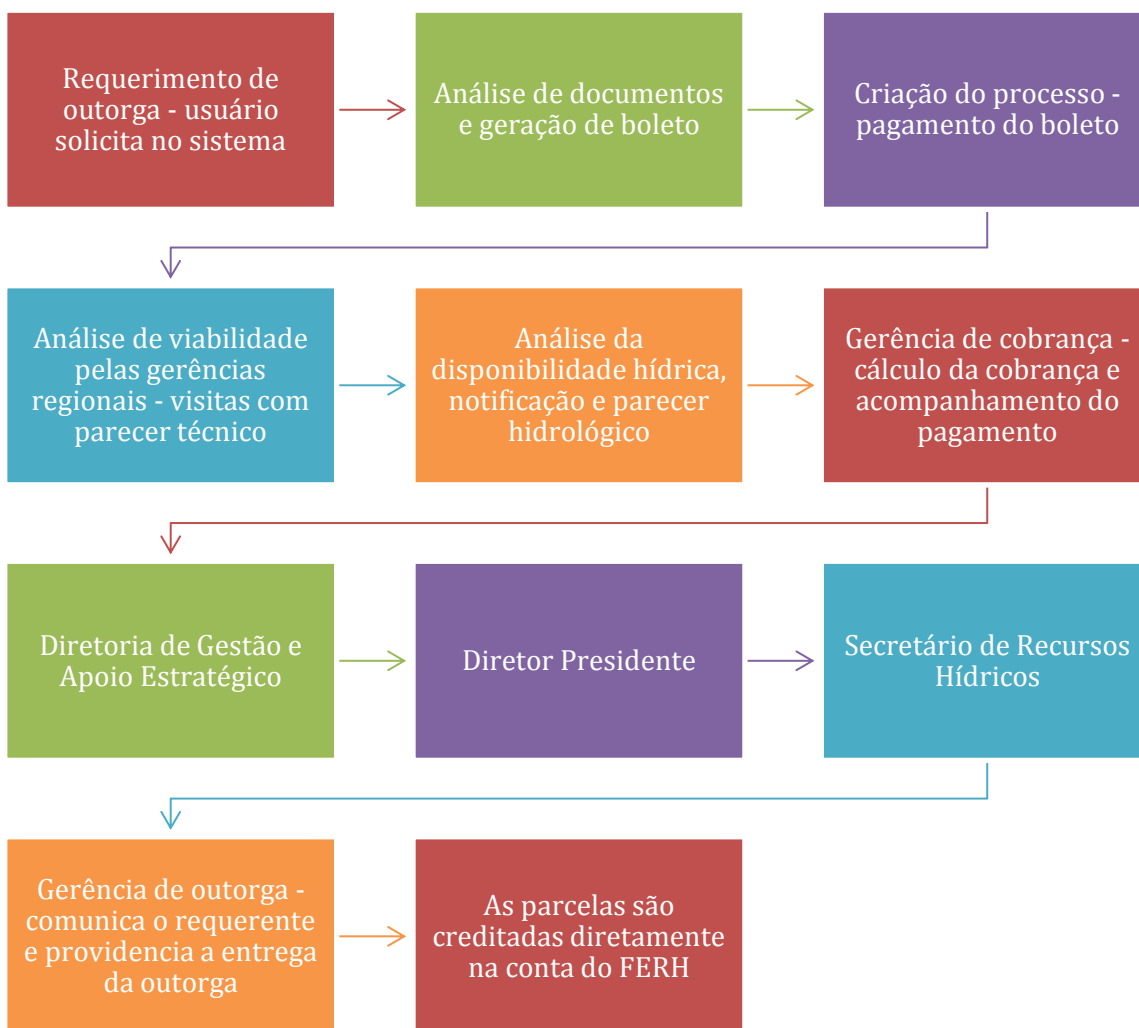 Requerimento de
outorga - usuário
solicita no sistema
Análise de documentos
e geração de boleto
Criação do processo -
pagamento do boleto
Análise de viabilidade
pelas gerências
regionais - visitas com
parecer técnico
Análise da
disponibilidade hídrica,
notificação e parecer
hidrológico
Gerência de cobrança -
cálculo da cobrança e
acompanhamento do
pagamento
Diretoria de Gestão e
Apoio Estratégico
Diretor Presidente
Secretário de Recursos
Hídricos
Gerência de outorga -
comunica o requerente
e providencia a entrega
da outorga
As parcelas são
creditadas diretamente
na conta do FERH